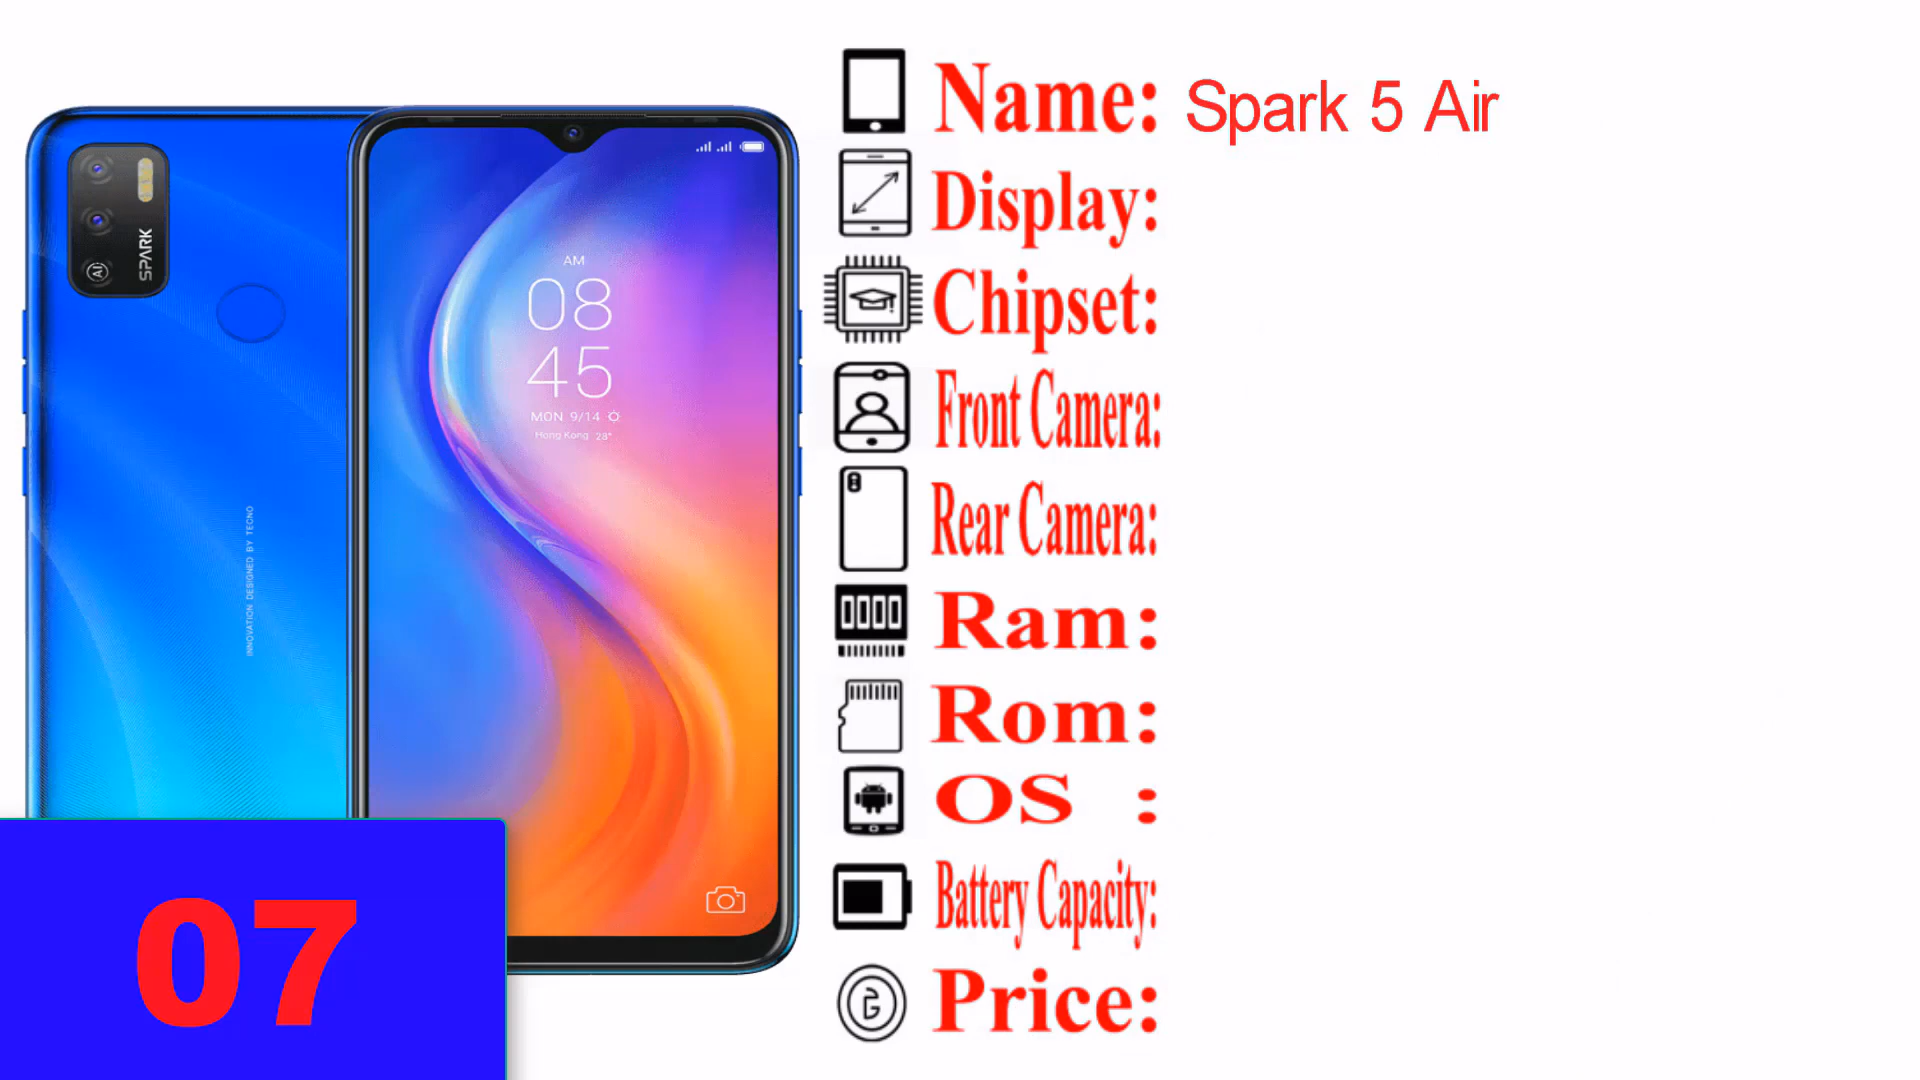 Name: Spark 5 Air
Display:
Chipset:
Front Camera:
Rear Camera:
Ram:
Rom:
OS :
Battery Capacity:
Price:
SPARK
AI
INNOVATION DESIGNED BY TECNO
AM
08
45
MON 9/14
Hong Kong 28°
07